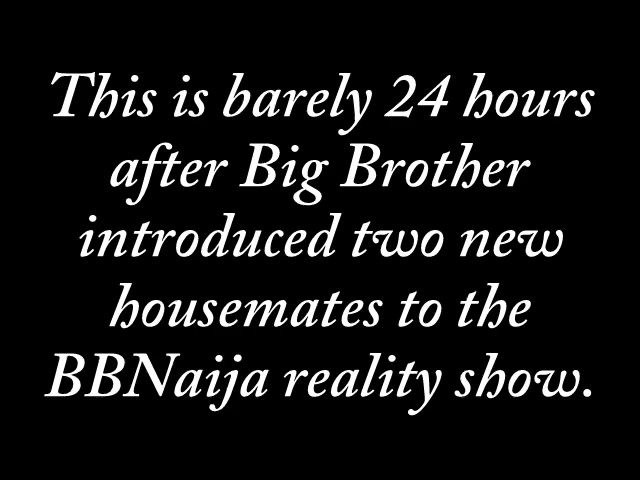 This is barely 24 hours
after Big Brother
introduced two new
housemates to the
BBNaija reality show.